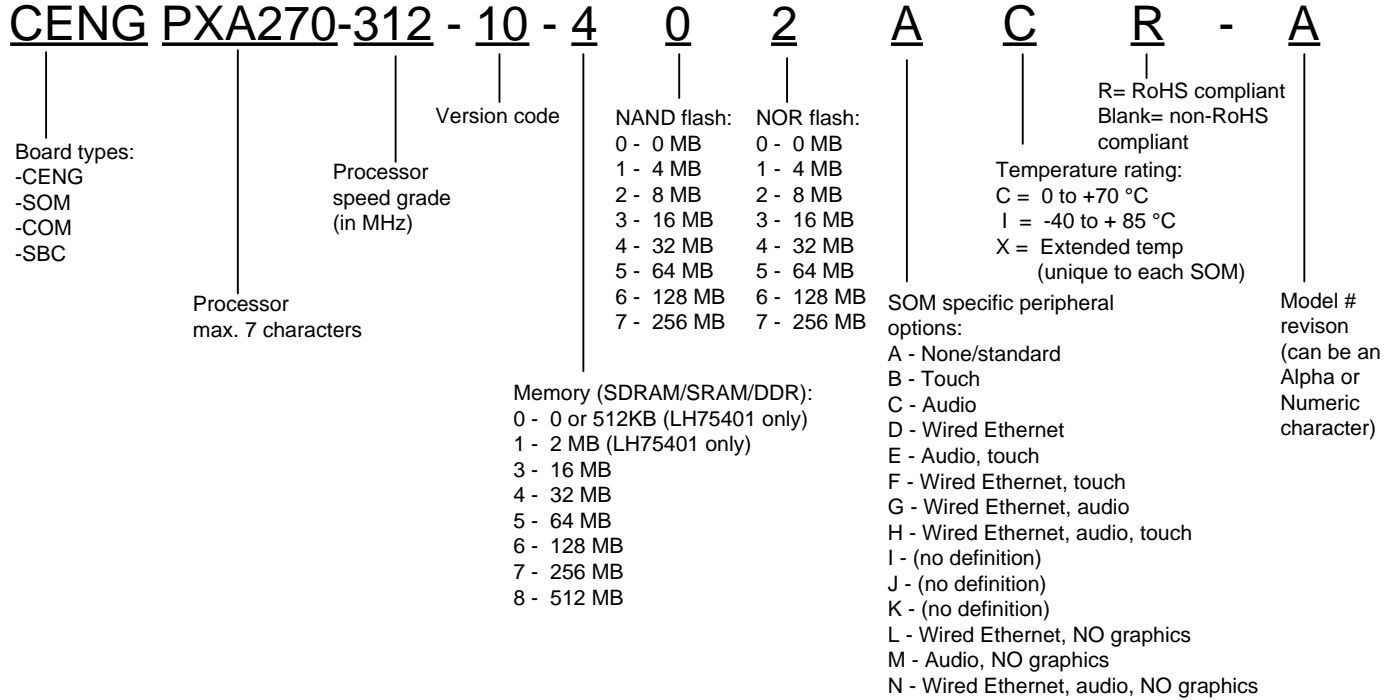 CENG PXA270-312 - 10 - 4 0 2 A C R - A
Board types:
-CENG
-SOM
-COM
-SBC
Processor
max. 7 characters
Processor
speed grade
(in MHz)
Version code
Memory (SDRAM/SRAM/DDR):
0 - 0 or 512KB (LH75401 only)
1 - 2 MB (LH75401 only)
3 - 16 MB
4 - 32 MB
5 - 64 MB
6 - 128 MB
7 - 256 MB
8 - 512 MB
NAND flash:
0 - 0 MB
1 - 4 MB
2 - 8 MB
3 - 16 MB
4 - 32 MB
5 - 64 MB
6 - 128 MB
7 - 256 MB
NOR flash:
0 - 0 MB
1 - 4 MB
2 - 8 MB
3 - 16 MB
4 - 32 MB
5 - 64 MB
6 - 128 MB
7 - 256 MB
SOM specific peripheral
options:
A - None/standard
B - Touch
C - Audio
D - Wired Ethernet
E - Audio, touch
F - Wired Ethernet, touch
G - Wired Ethernet, audio
H - Wired Ethernet, audio, touch
I - (no definition)
J - (no definition)
K - (no definition)
L - Wired Ethernet, NO graphics
M - Audio, NO graphics
N - Wired Ethernet, audio, NO graphics
Temperature rating:
C = 0 to +70 °C
I = -40 to + 85 °C
X = Extended temp
(unique to each SOM)
R= RoHS compliant
Blank= non-RoHS
compliant
Model #
revison
(can be an
Alpha or
Numeric
character)